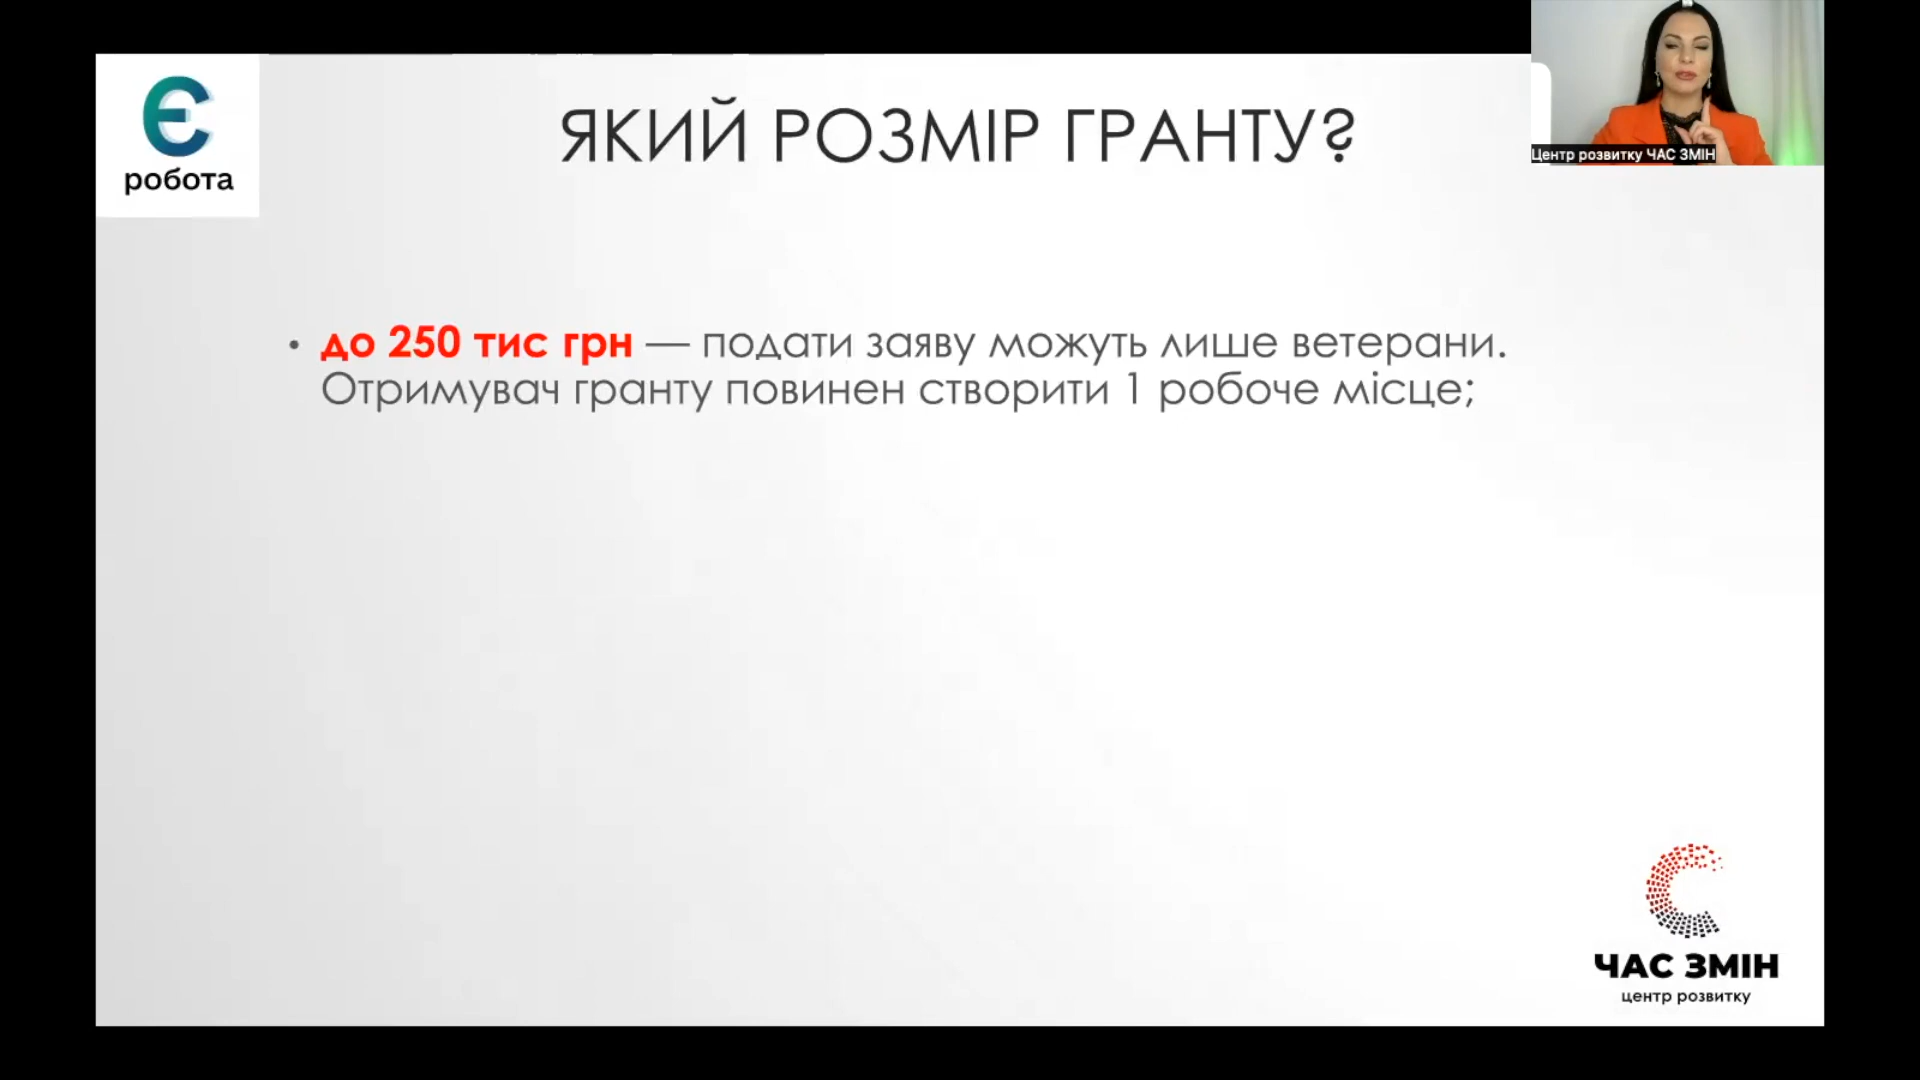 Є
робота
ЯКИЙ РОЗМІР ГРАНТУ?
Центр розвитку ЧАС ЗМІН
• до 250 тис грн — подати заяву можуть лише ветерани.
Отримувач гранту повинен створити 1 робоче місце;
ЧАС ЗМІН
центр розвитку